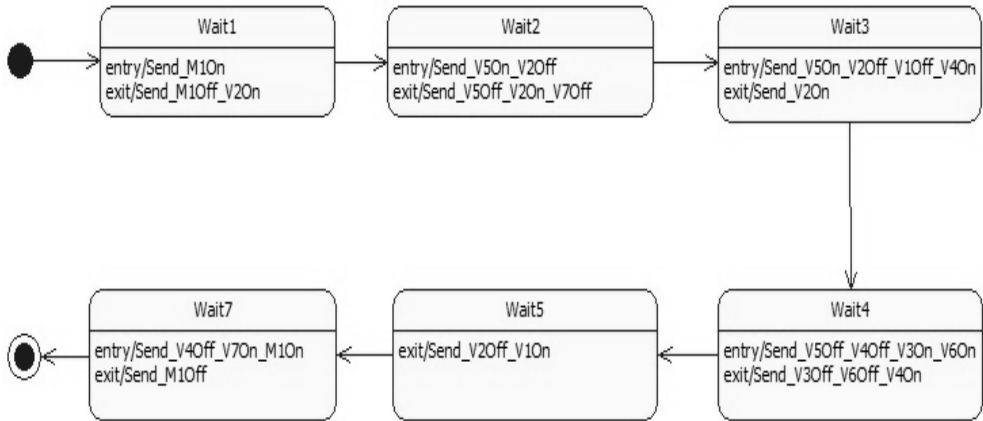 Wait1
entry/Send_M1On
exit/Send_M1Off_V2On
Wait2
entry/Send_V5On_V2Off
exit/Send_V5Off_V2On_V7Off
Wait3
entry/Send_V5On_V2Off_V1Off_V4On
exit/Send_V2On
Wait4
entry/Send_V5Off_V4Off_V3On_V6On
exit/Send_V3Off_V6Off_V4On
Wait5
exit/Send_V2Off_V1On
Wait7
entry/Send_V4Off_V7On_M1On
exit/Send_M1Off